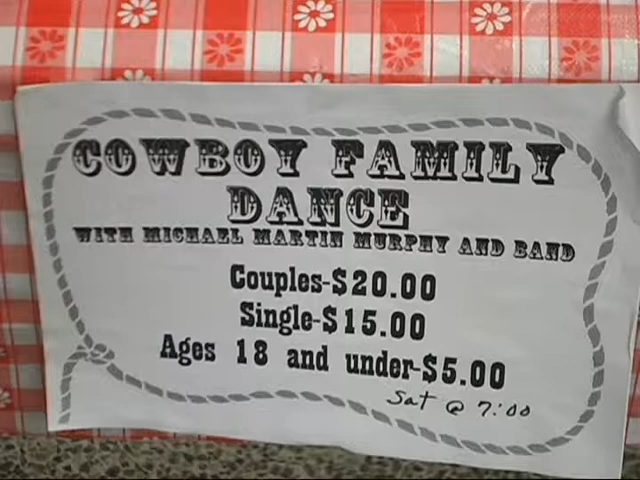 COWBOY FAMILY
DANCE
WITH MICHAEL MARTIN MURPHY AND BAND
Couples-$20.00
Single-$15.00
Ages 18 and under-$5.00
Sat @ 7:00